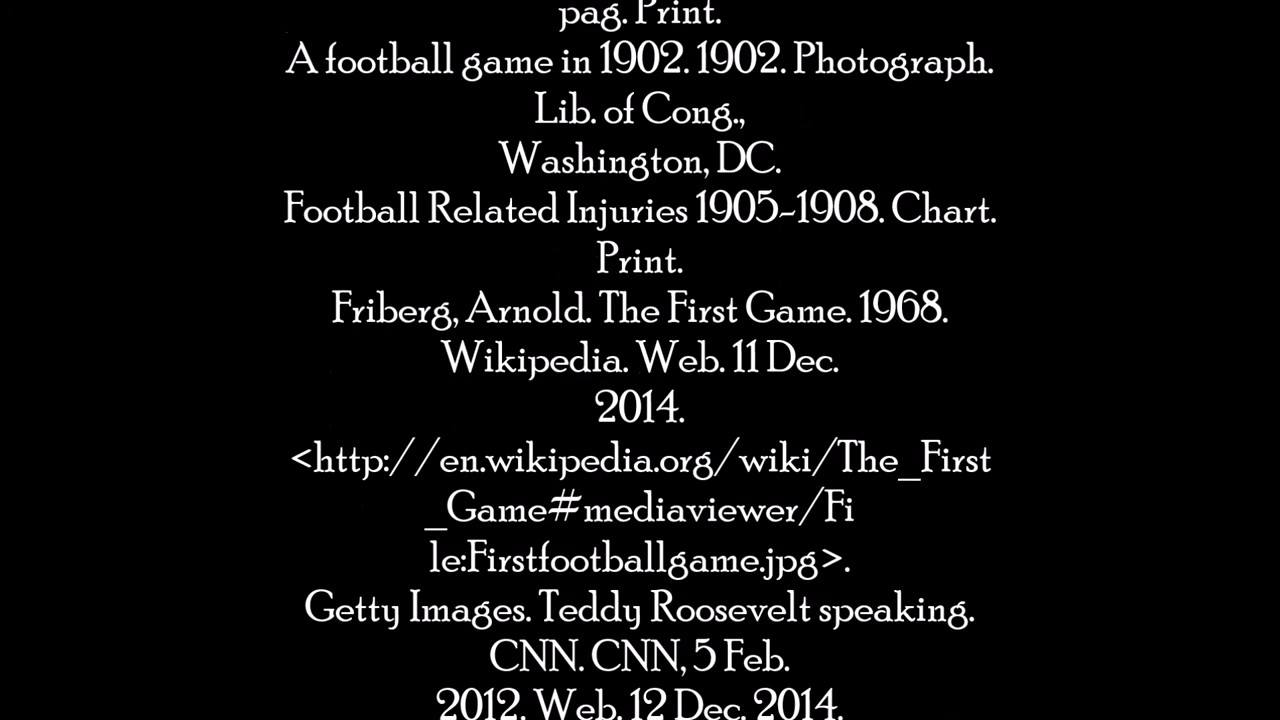 pag. Print.
A football game in 1902. 1902. Photograph.
Lib. of Cong.,
Washington, DC.
Football Related Injuries 1905-1908. Chart.
Print.
Friberg, Arnold. The First Game. 1968.
Wikipedia. Web. 11 Dec.
2014.
<http://en.wikipedia.org/wiki/The_First
_Game#mediaviewer/Fi
le:Firstfootballgame.jpg>.
Getty Images. Teddy Roosevelt speaking.
CNN. CNN, 5 Feb.
2012. Web. 12 Dec. 2014.